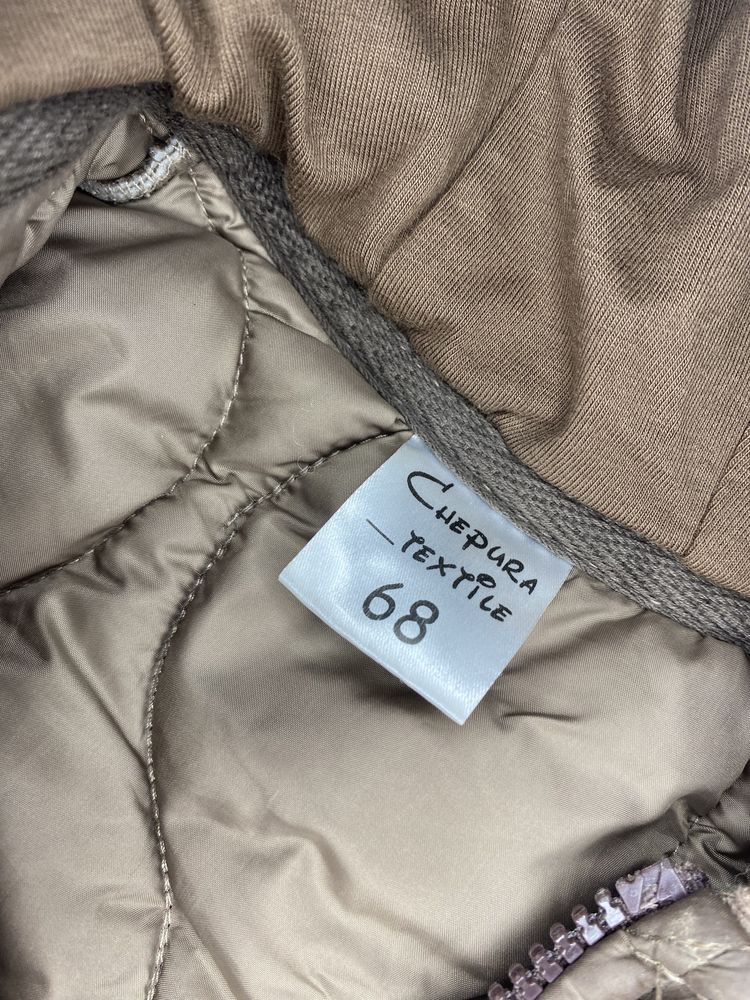 CHEPURA
– TEXTILE
68